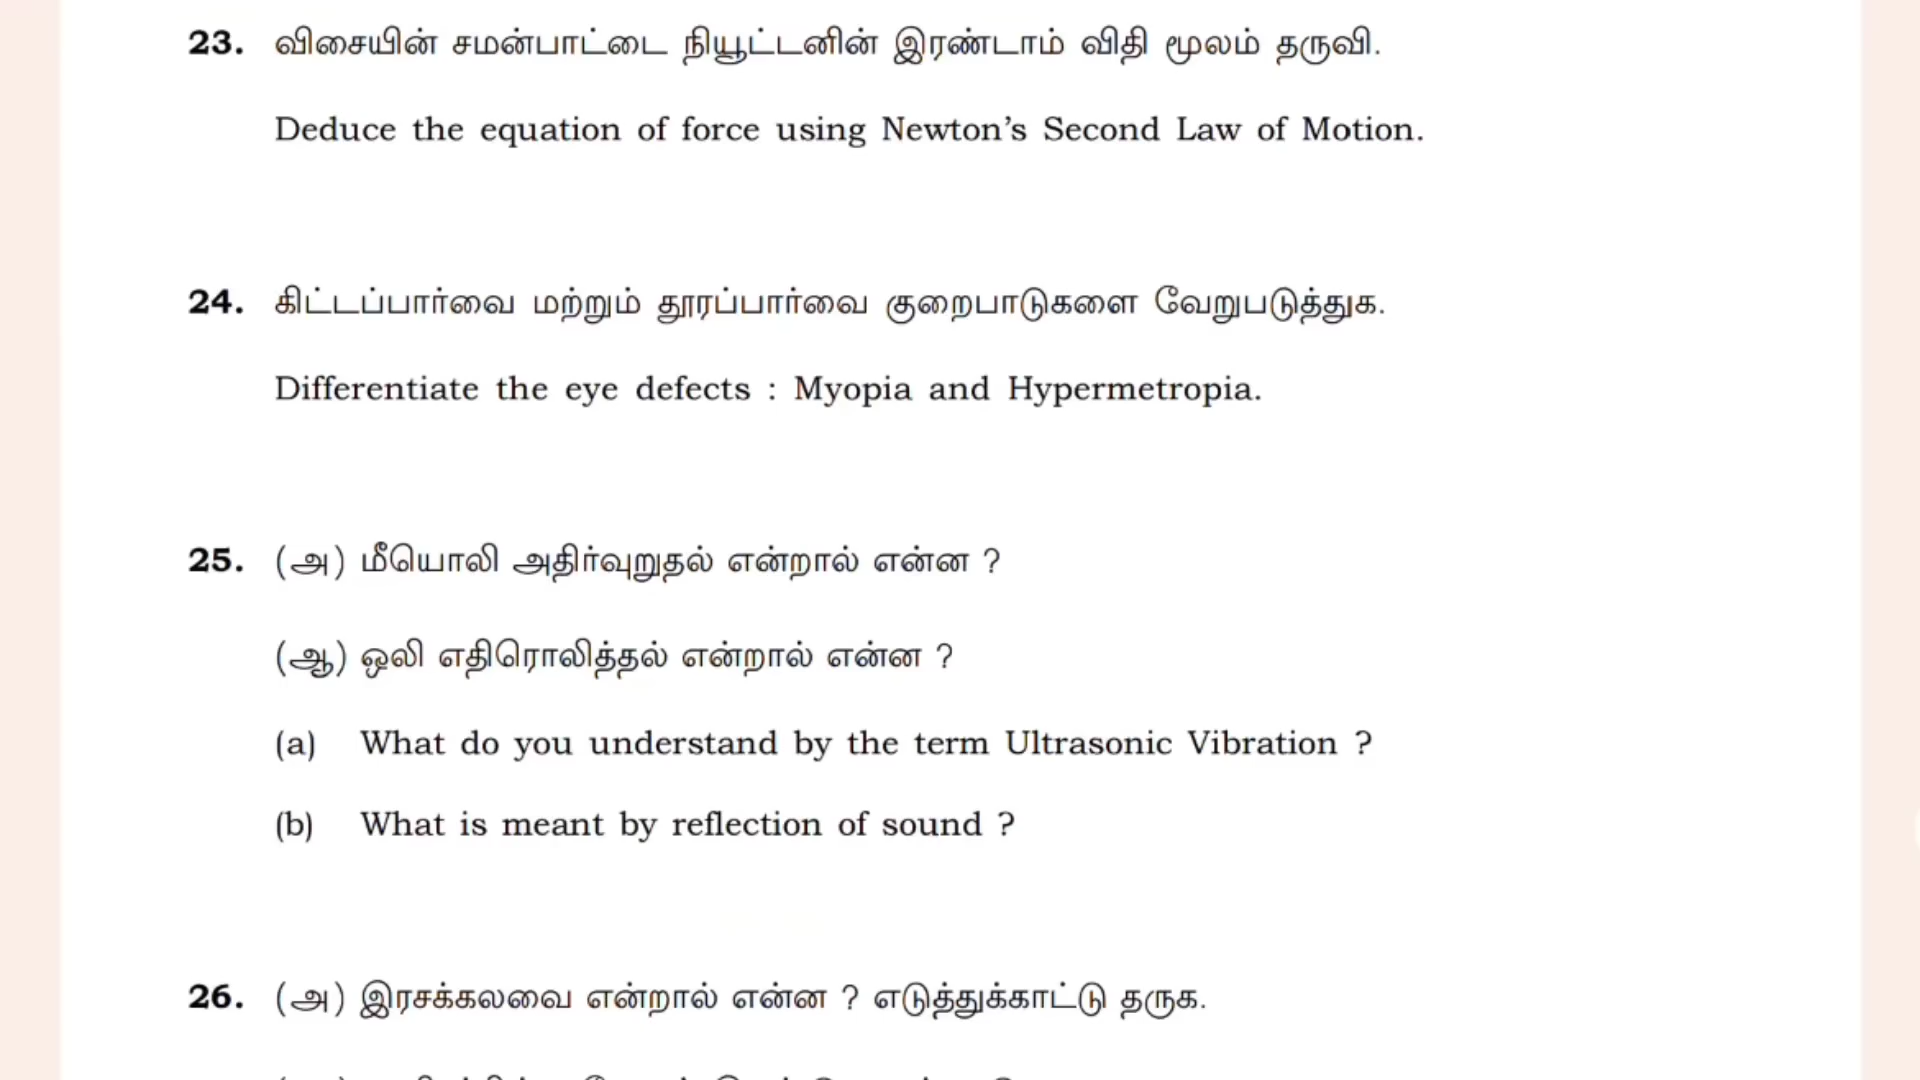 23. விசையின் சமன்பாட்டை நியூட்டனின் இரண்டாம் விதி மூலம் தருவி.
Deduce the equation of force using Newton’s Second Law of Motion.
24. கிட்டப்பார்வை மற்றும் தூரப்பார்வை குறைபாடுகளை வேறுபடுத்துக.
Differentiate the eye defects : Myopia and Hypermetropia.
25. (அ) மீயொலி அதிர்வுறுதல் என்றால் என்ன ?
(ஆ) ஒலி எதிரொலித்தல் என்றால் என்ன ?
(a) What do you understand by the term Ultrasonic Vibration ?
(b) What is meant by reflection of sound ?
26. (அ) இரசக்கலவை என்றால் என்ன ? எடுத்துக்காட்டு தருக.